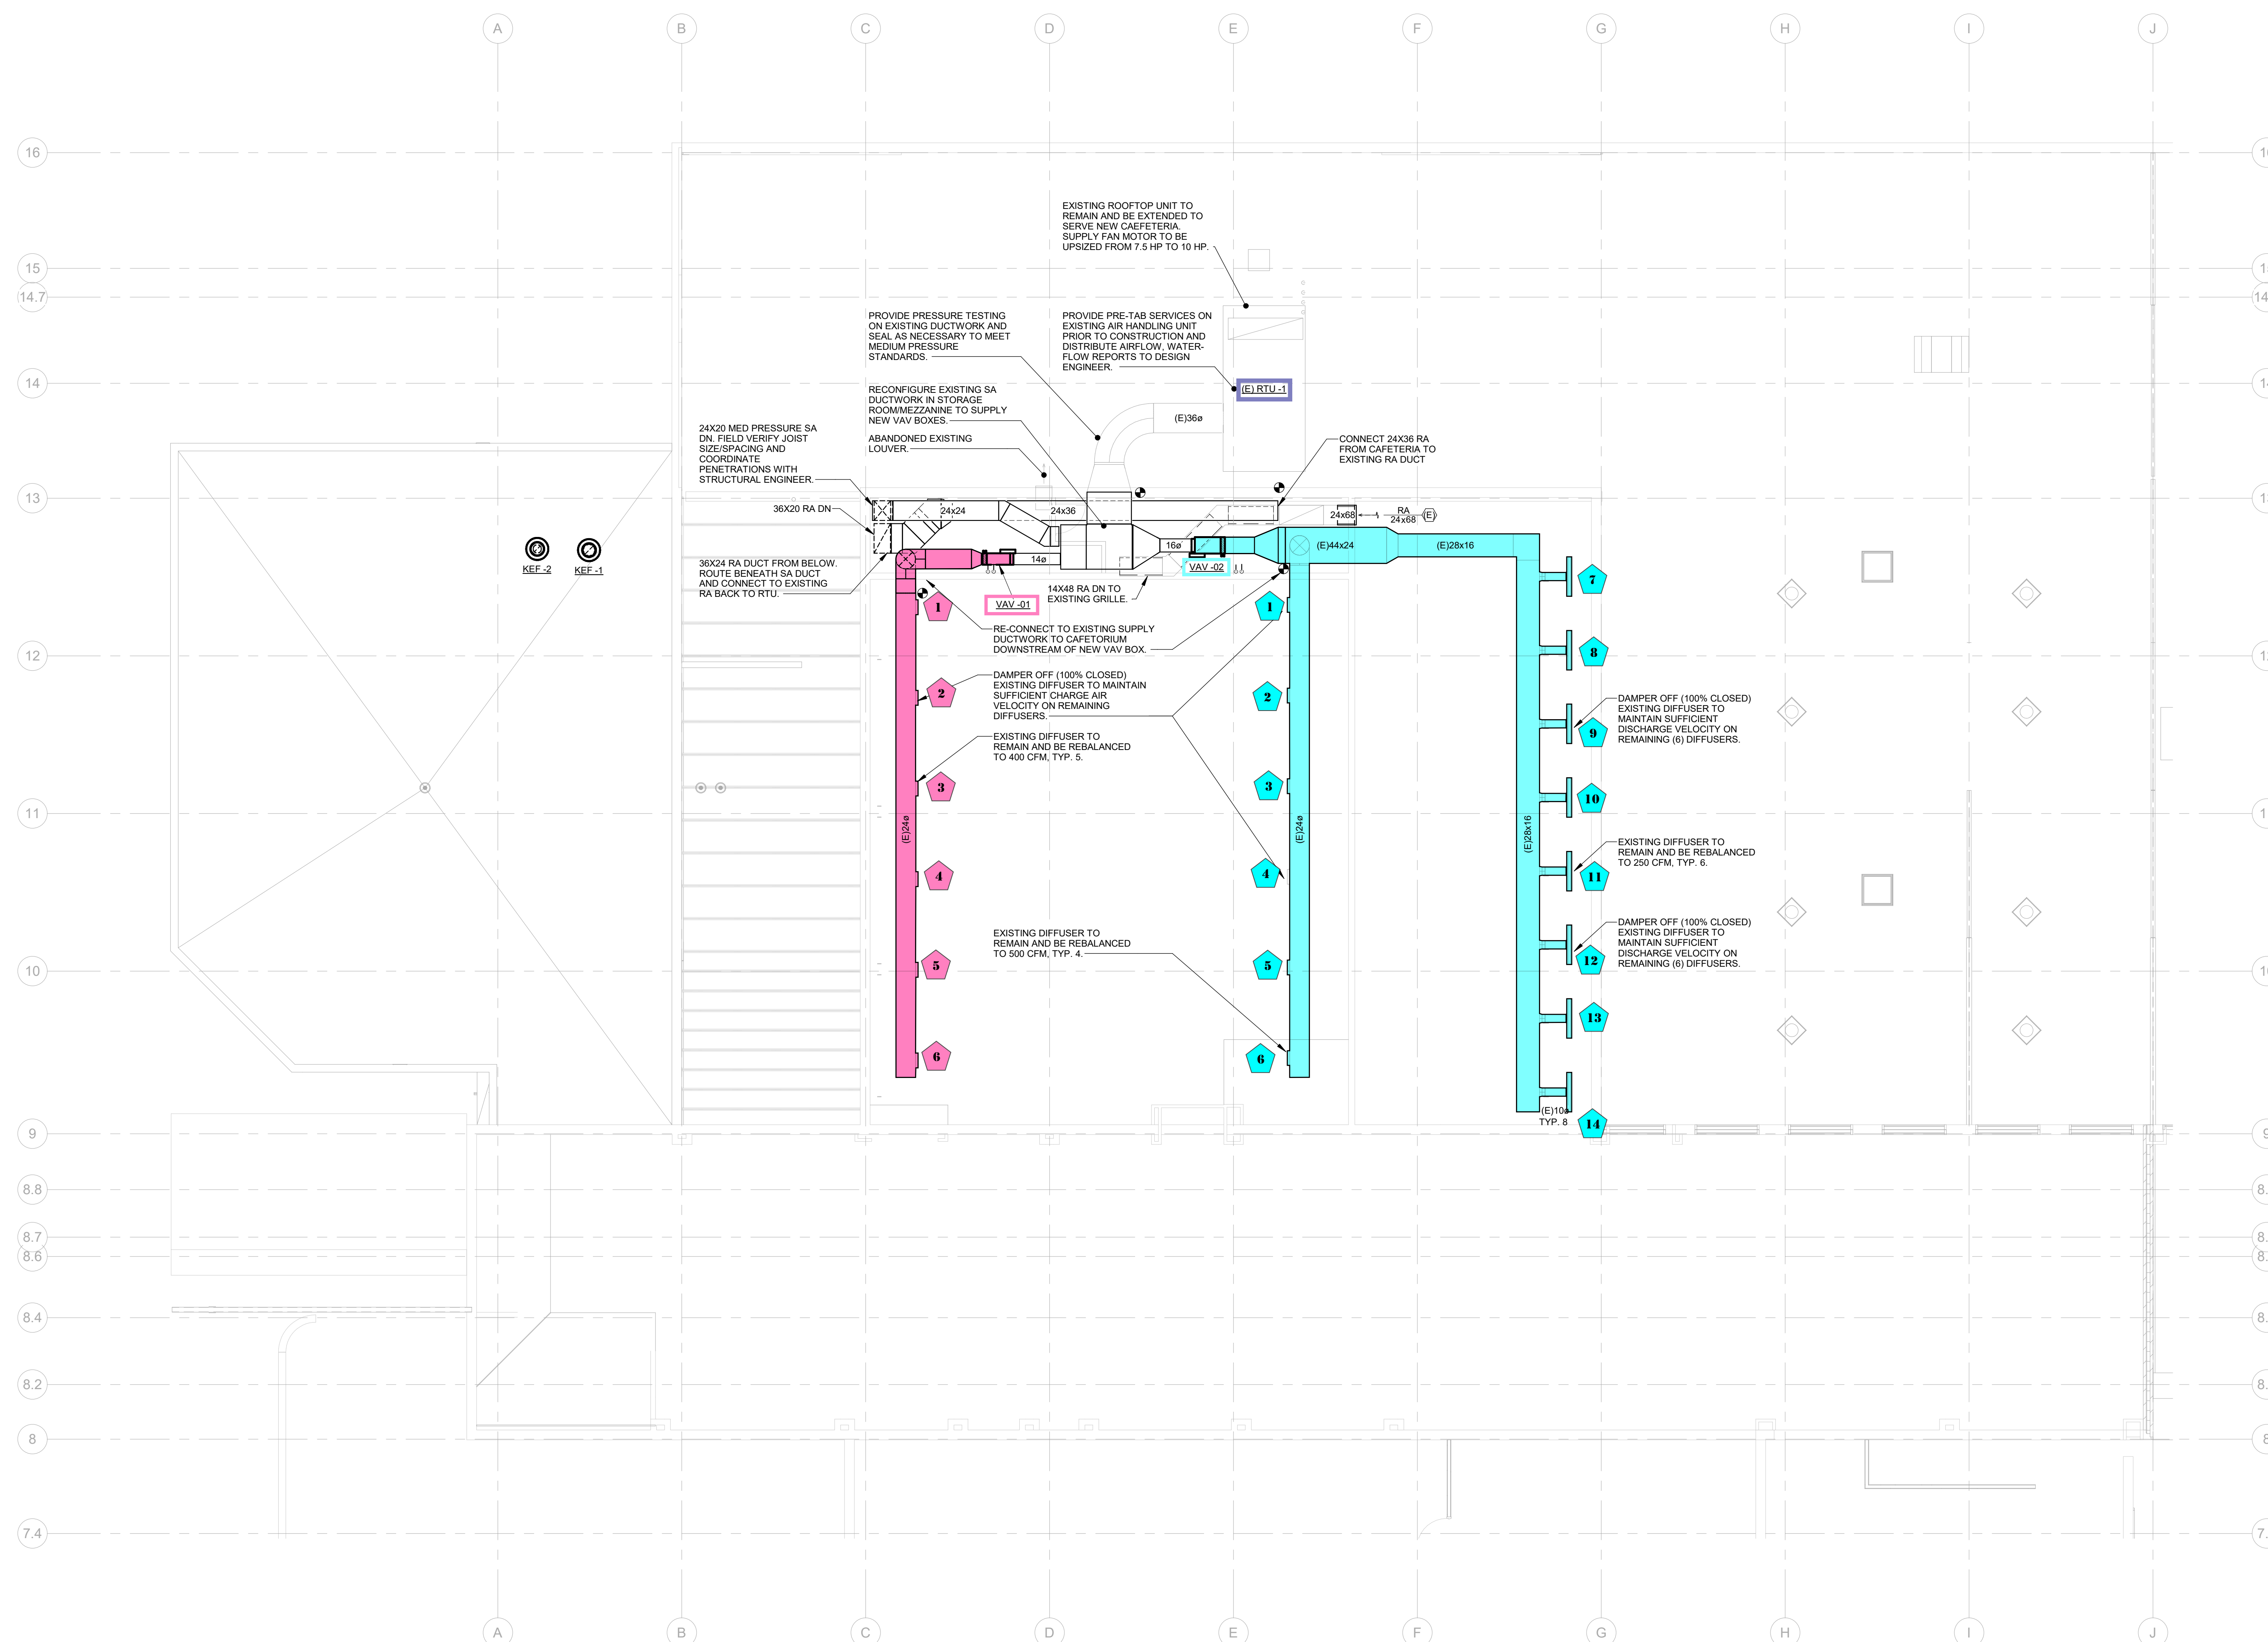 A
B
C
D
E
F
G
H
I
J
16
15
14.7
14
13
12
11
10
9
8.8
8.7
8.6
8.4
8.2
8
7.4
EXISTING ROOFTOP UNIT TO
REMAIN AND BE EXTENDED TO
SERVE NEW CAEFETERIA.
SUPPLY FAN MOTOR TO BE
UPSIZED FROM 7.5 HP TO 10 HP.
PROVIDE PRESSURE TESTING
ON EXISTING DUCTWORK AND
SEAL AS NECESSARY TO MEET
MEDIUM PRESSURE
STANDARDS.
PROVIDE PRE-TAB SERVICES ON
EXISTING AIR HANDLING UNIT
PRIOR TO CONSTRUCTION AND
DISTRIBUTE AIRFLOW, WATER-
FLOW REPORTS TO DESIGN
ENGINEER.
(E) RTU -1
RECONFIGURE EXISTING SA
DUCTWORK IN STORAGE
ROOM/MEZZANINE TO SUPPLY
NEW VAV BOXES.
(E)36ø
24X20 MED PRESSURE SA
DN. FIELD VERIFY JOIST
SIZE/SPACING AND
COORDINATE
PENETRATIONS WITH
STRUCTURAL ENGINEER.
ABANDONED EXISTING
LOUVER.
CONNECT 24X36 RA
FROM CAFETERIA TO
EXISTING RA DUCT
36X20 RA DN
24x24
24x36
24x68
RA
24x68
(E)
KEF -2
KEF -1
36X24 RA DUCT FROM BELOW.
ROUTE BENEATH SA DUCT
AND CONNECT TO EXISTING
RA BACK TO RTU.
14ø
16ø
(E)44x24
(E)28x16
VAV -01
VAV -02
14X48 RA DN TO
EXISTING GRILLE.
RE-CONNECT TO EXISTING SUPPLY
DUCTWORK TO CAFETORIUM
DOWNSTREAM OF NEW VAV BOX.
DAMPER OFF (100% CLOSED)
EXISTING DIFFUSER TO MAINTAIN
SUFFICIENT CHARGE AIR
VELOCITY ON REMAINING
DIFFUSERS.
EXISTING DIFFUSER TO
REMAIN AND BE REBALANCED
TO 400 CFM, TYP. 5.
EXISTING DIFFUSER TO
REMAIN AND BE REBALANCED
TO 500 CFM, TYP. 4.
(E)24ø
1
2
3
4
5
6
(E)24ø
1
2
3
4
5
6
(E)28x16
7
8
9
10
11
12
13
14
DAMPER OFF (100% CLOSED)
EXISTING DIFFUSER TO
MAINTAIN SUFFICIENT
DISCHARGE VELOCITY ON
REMAINING (6) DIFFUSERS.
EXISTING DIFFUSER TO
REMAIN AND BE REBALANCED
TO 250 CFM, TYP. 6.
DAMPER OFF (100% CLOSED)
EXISTING DIFFUSER TO
MAINTAIN SUFFICIENT
DISCHARGE VELOCITY ON
REMAINING (6) DIFFUSERS.
(E)10ø
TYP. 8
A
B
C
D
E
F
G
H
I
J